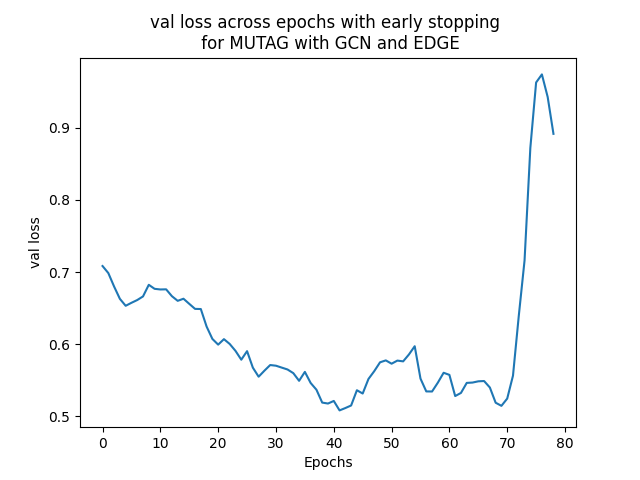 val loss across epochs with early stopping
for MUTAG with GCN and EDGE
val loss
0.9
0.8
0.7
0.6
0.5
0 10 20 30 40 50 60 70 80
Epochs